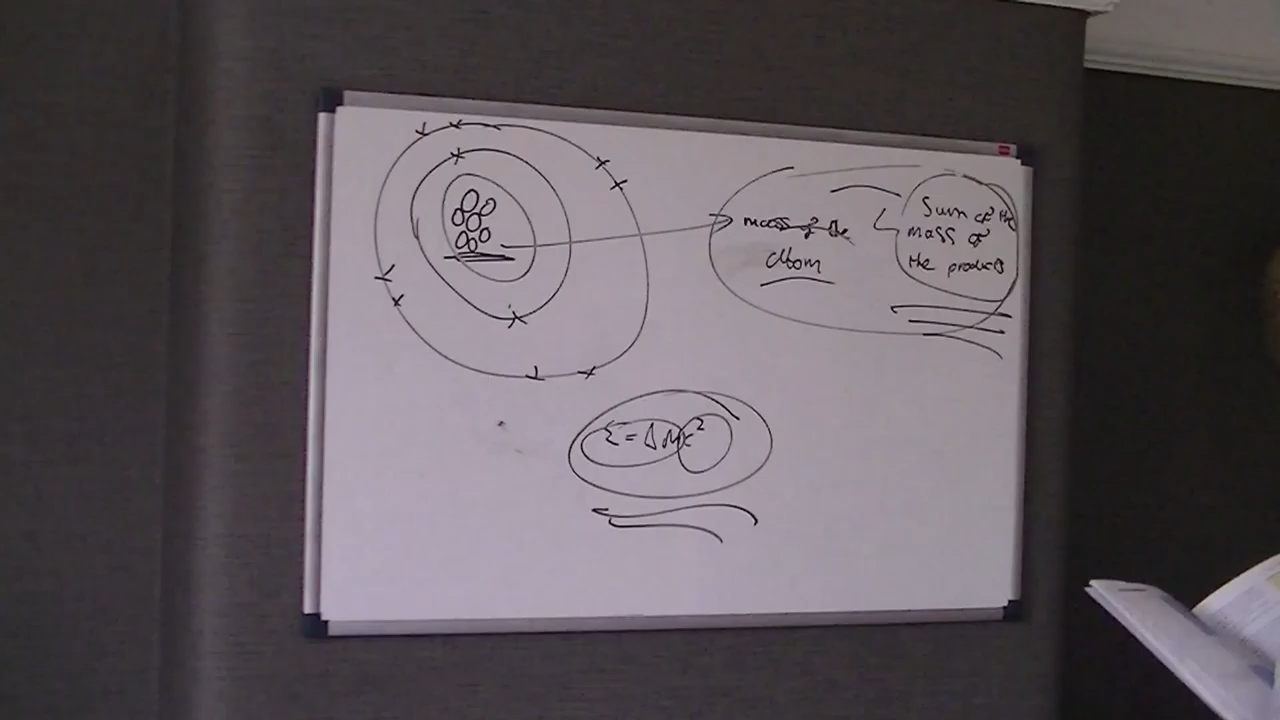 mass of the
atom
<
Sum of the
mass of
the products
E = Δmc²